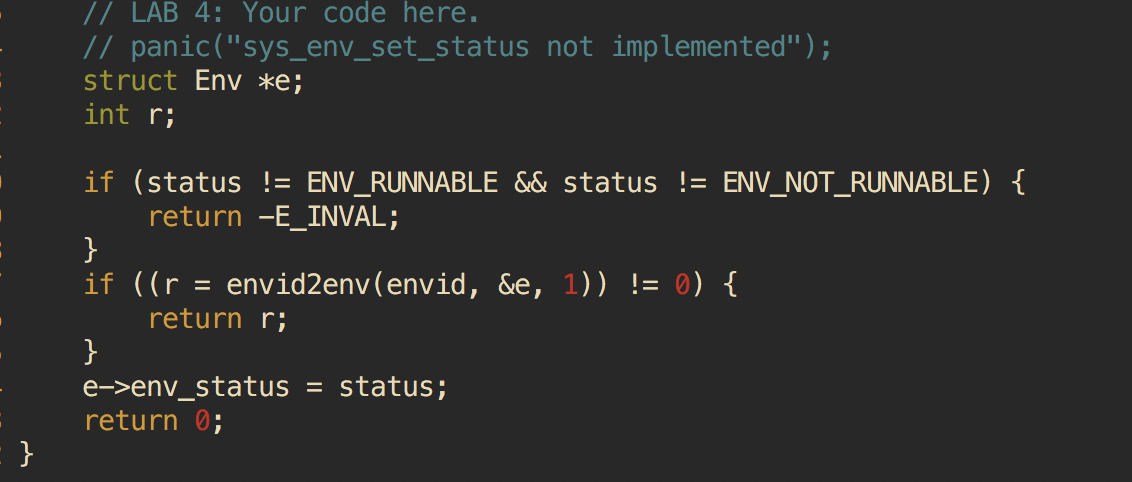 // LAB 4: Your code here.
// panic("sys_env_set_status not implemented");
struct Env *e;
int r;
if (status != ENV_RUNNABLE && status != ENV_NOT_RUNNABLE) {
return -E_INVAL;
}
if ((r = envid2env(envid, &e, 1)) != 0) {
return r;
}
e->env_status = status;
return 0;
}